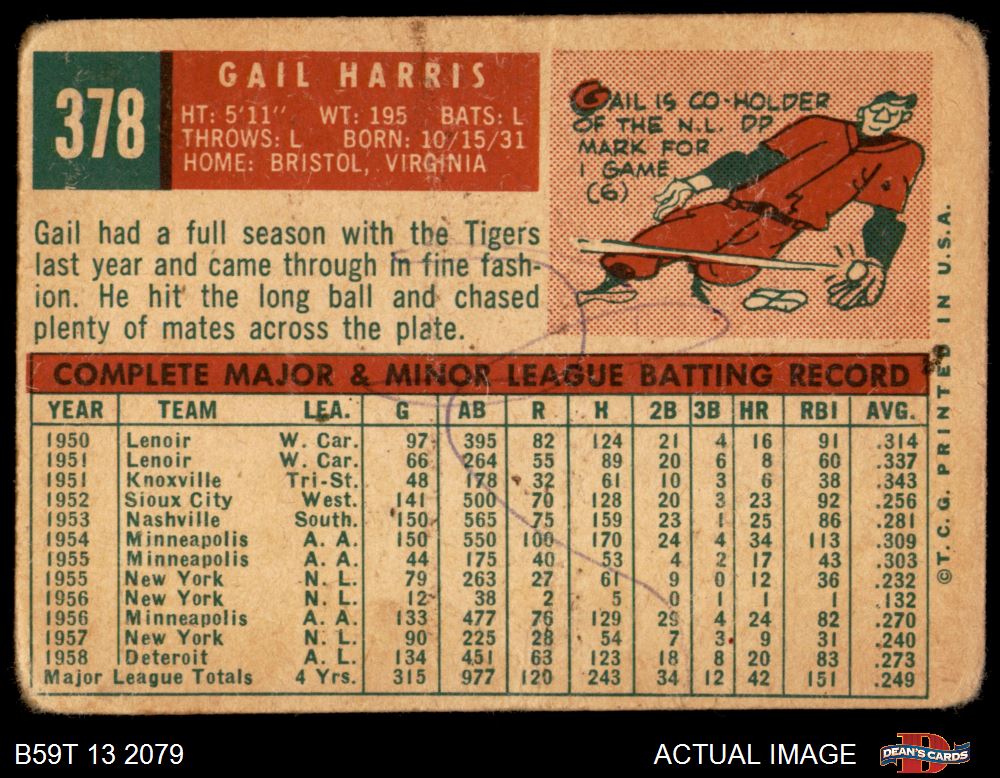 378
GAIL HARRIS
HT: 5'11" WT: 195 BATS: L
THROWS: L BORN: 10/15/31
HOME: BRISTOL, VIRGINIA
GAIL IS CO-HOLDER
OF THE N.L. DP
MARK FOR
1 GAME
(6)
Gail had a full season with the Tigers
last year and came through in fine fash-
ion. He hit the long ball and chased
plenty of mates across the plate.
COMPLETE MAJOR & MINOR LEAGUE BATTING RECORD
YEAR TEAM LEA. G AB R H 2B 3B HR RBI AVG.
1950 Lenoir W. Car. 97 395 82 124 21 4 16 91 .314
1951 Lenoir W. Car. 66 264 55 89 20 6 8 60 .337
1951 Knoxville Tri-St. 48 178 32 61 10 3 6 38 .343
1952 Sioux City West. 141 500 70 128 20 3 23 92 .256
1953 Nashville South. 150 565 75 159 23 1 25 86 .281
1954 Minneapolis A. A. 150 550 100 170 24 4 34 113 .309
1955 Minneapolis A. A. 44 175 40 53 4 2 17 43 .303
1955 New York N. L. 79 263 27 61 9 0 12 36 .232
1956 New York N. L. 12 38 2 5 0 1 1 1 .132
1956 Minneapolis A. A. 133 477 76 129 29 4 24 82 .270
1957 New York N. L. 90 225 28 54 7 3 9 31 .240
1958 Deteroit A. L. 134 451 63 123 18 8 20 83 .273
Major League Totals 4 Yrs. 315 977 120 243 34 12 42 151 .249
©T. C. G. PRINTED IN U.S.A.
B59T 13 2079
ACTUAL IMAGE
DEAN'S CARDS